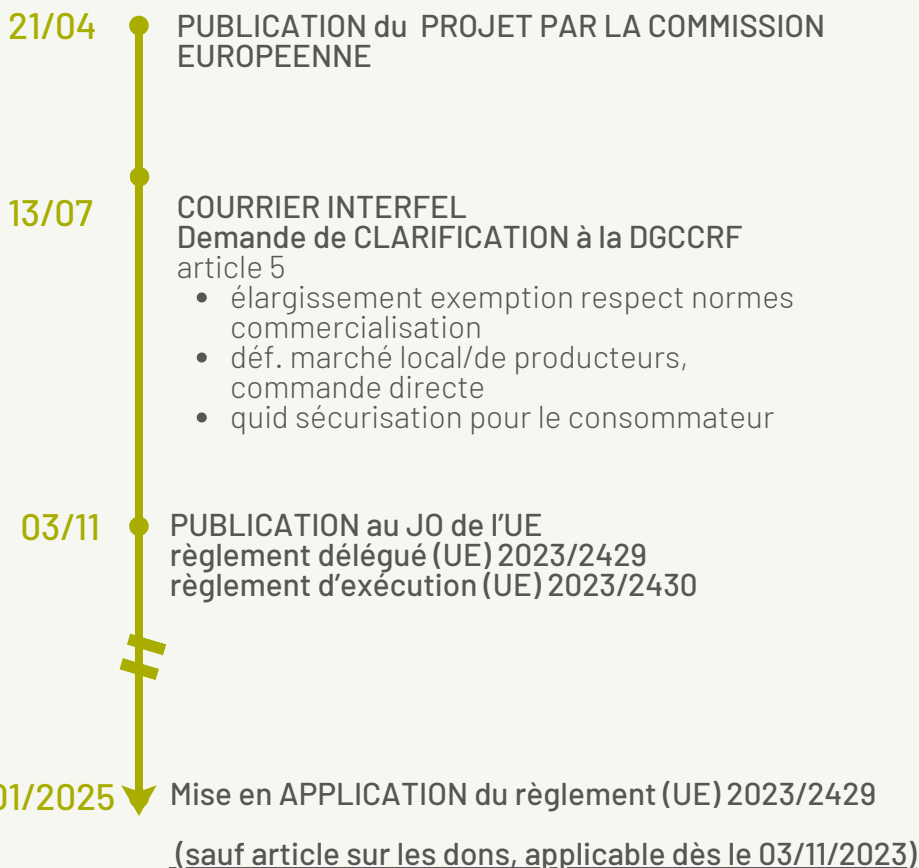 21/04
PUBLICATION du PROJET PAR LA COMMISSION
EUROPEENNE
13/07
COURRIER INTERFEL
Demande de CLARIFICATION à la DGCCRF
article 5
• élargissement exemption respect normes
commercialisation
• déf. marché local/de producteurs,
commande directe
• quid sécurisation pour le consommateur
03/11
PUBLICATION au JO de l'UE
règlement délégué (UE) 2023/2429
règlement d'exécution (UE) 2023/2430
01/2025
Mise en APPLICATION du règlement (UE) 2023/2429
(sauf article sur les dons, applicable dès le 03/11/2023)